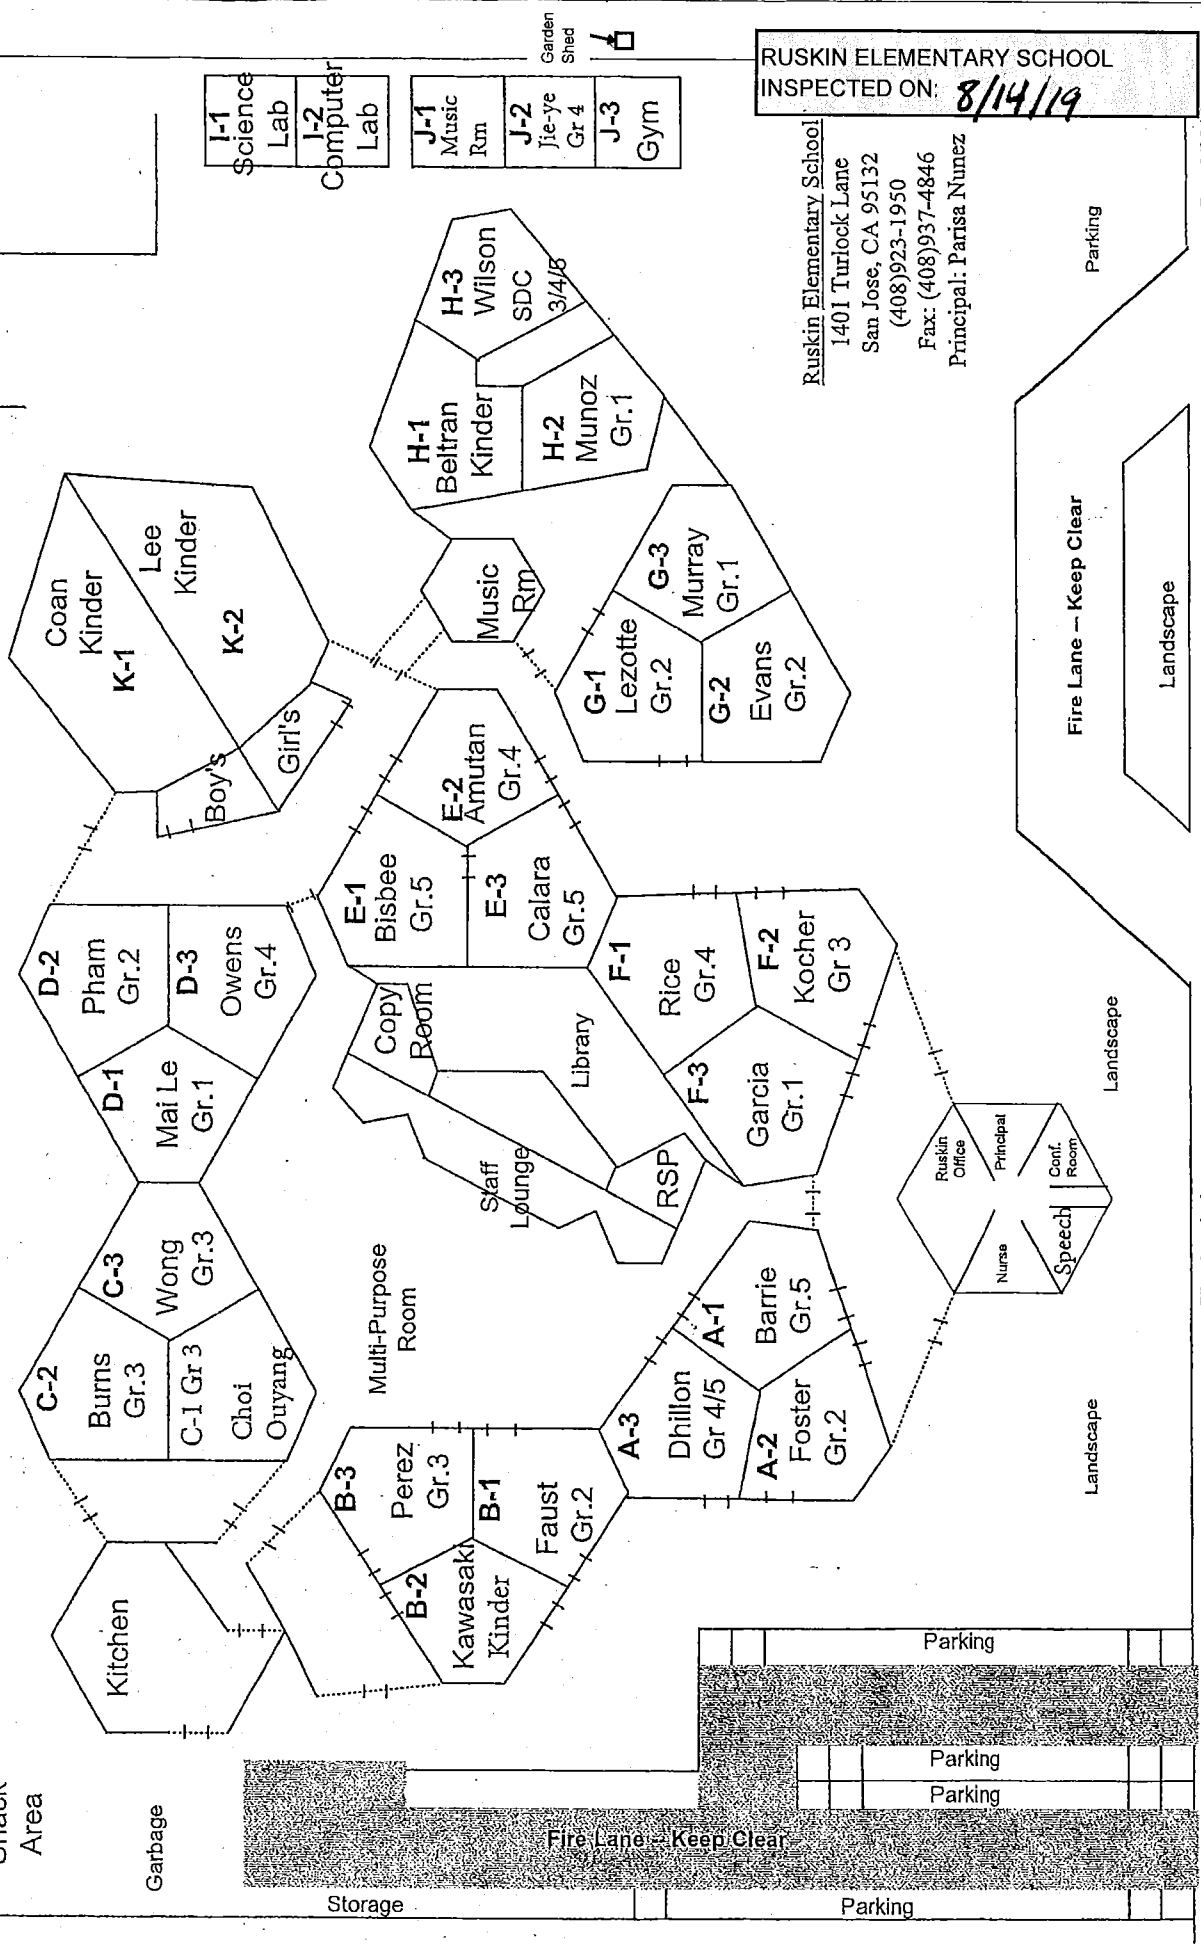 RUSKIN ELEMENTARY SCHOOL
INSPECTED ON: 8/14/19
Ruskin Elementary School
1401 Turlock Lane
San Jose, CA 95132
(408)923-1950
Fax: (408)937-4846
Principal: Parisa Nunez
Garden
Shed
I-1
Science
Lab
I-2
Computer
Lab
J-1
Music
Rm
J-2
Jie-ye
Gr 4
J-3
Gym
H-3
Wilson
SDC
3/4/5
H-1
Beltran
Kinder
H-2
Munoz
Gr.1
Coan
Kinder
K-1
Lee
Kinder
K-2
Boy's
Girl's
Music
Rm
G-3
Murray
Gr.1
G-1
Lezotte
Gr.2
G-2
Evans
Gr.2
E-2
Amutan
Gr.4
E-1
Bisbee
Gr.5
E-3
Calara
Gr.5
D-2
Pham
Gr.2
D-3
Owens
Gr.4
D-1
Mai Le
Gr.1
F-1
Rice
Gr.4
F-2
Kocher
Gr 3
F-3
Garcia
Gr.1
Copy
Room
Library
Staff
Lounge
RSP
Multi-Purpose
Room
C-3
Wong
Gr.3
C-2
Burns
Gr.3
C-1 Gr 3
Choi
Ouyang
Kitchen
B-3
Perez
Gr.3
B-1
Faust
Gr.2
B-2
Kawasaki
Kinder
A-1
Barrie
Gr.5
A-3
Dhillon
Gr 4/5
A-2
Foster
Gr.2
Ruskin
Office
Principal
Conf.
Room
Nurse
Speech
Parking
Fire Lane – Keep Clear
Landscape
Landscape
Landscape
Area
Garbage
Fire Lane – Keep Clear
Storage
Parking
Parking
Parking
Parking